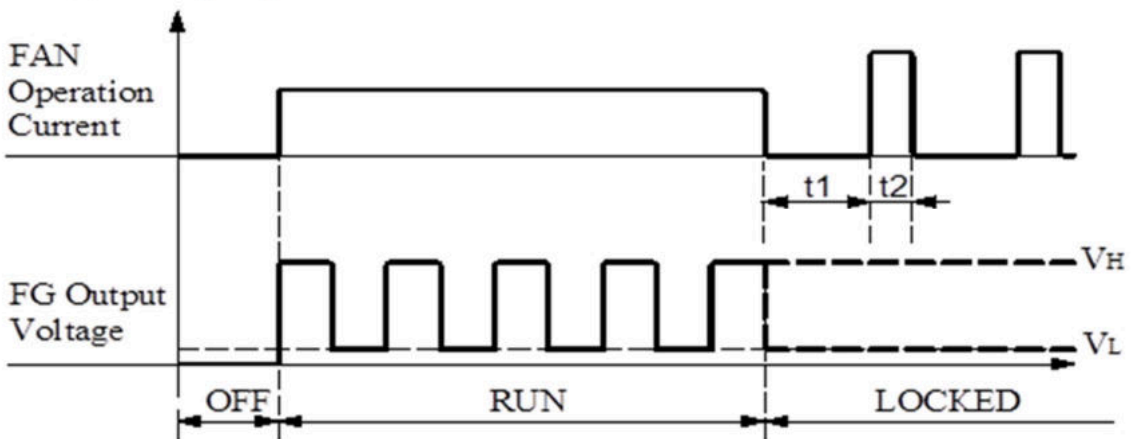 FAN
Operation
Current
t1
t2
VH
FG Output
Voltage
VL
OFF
RUN
LOCKED